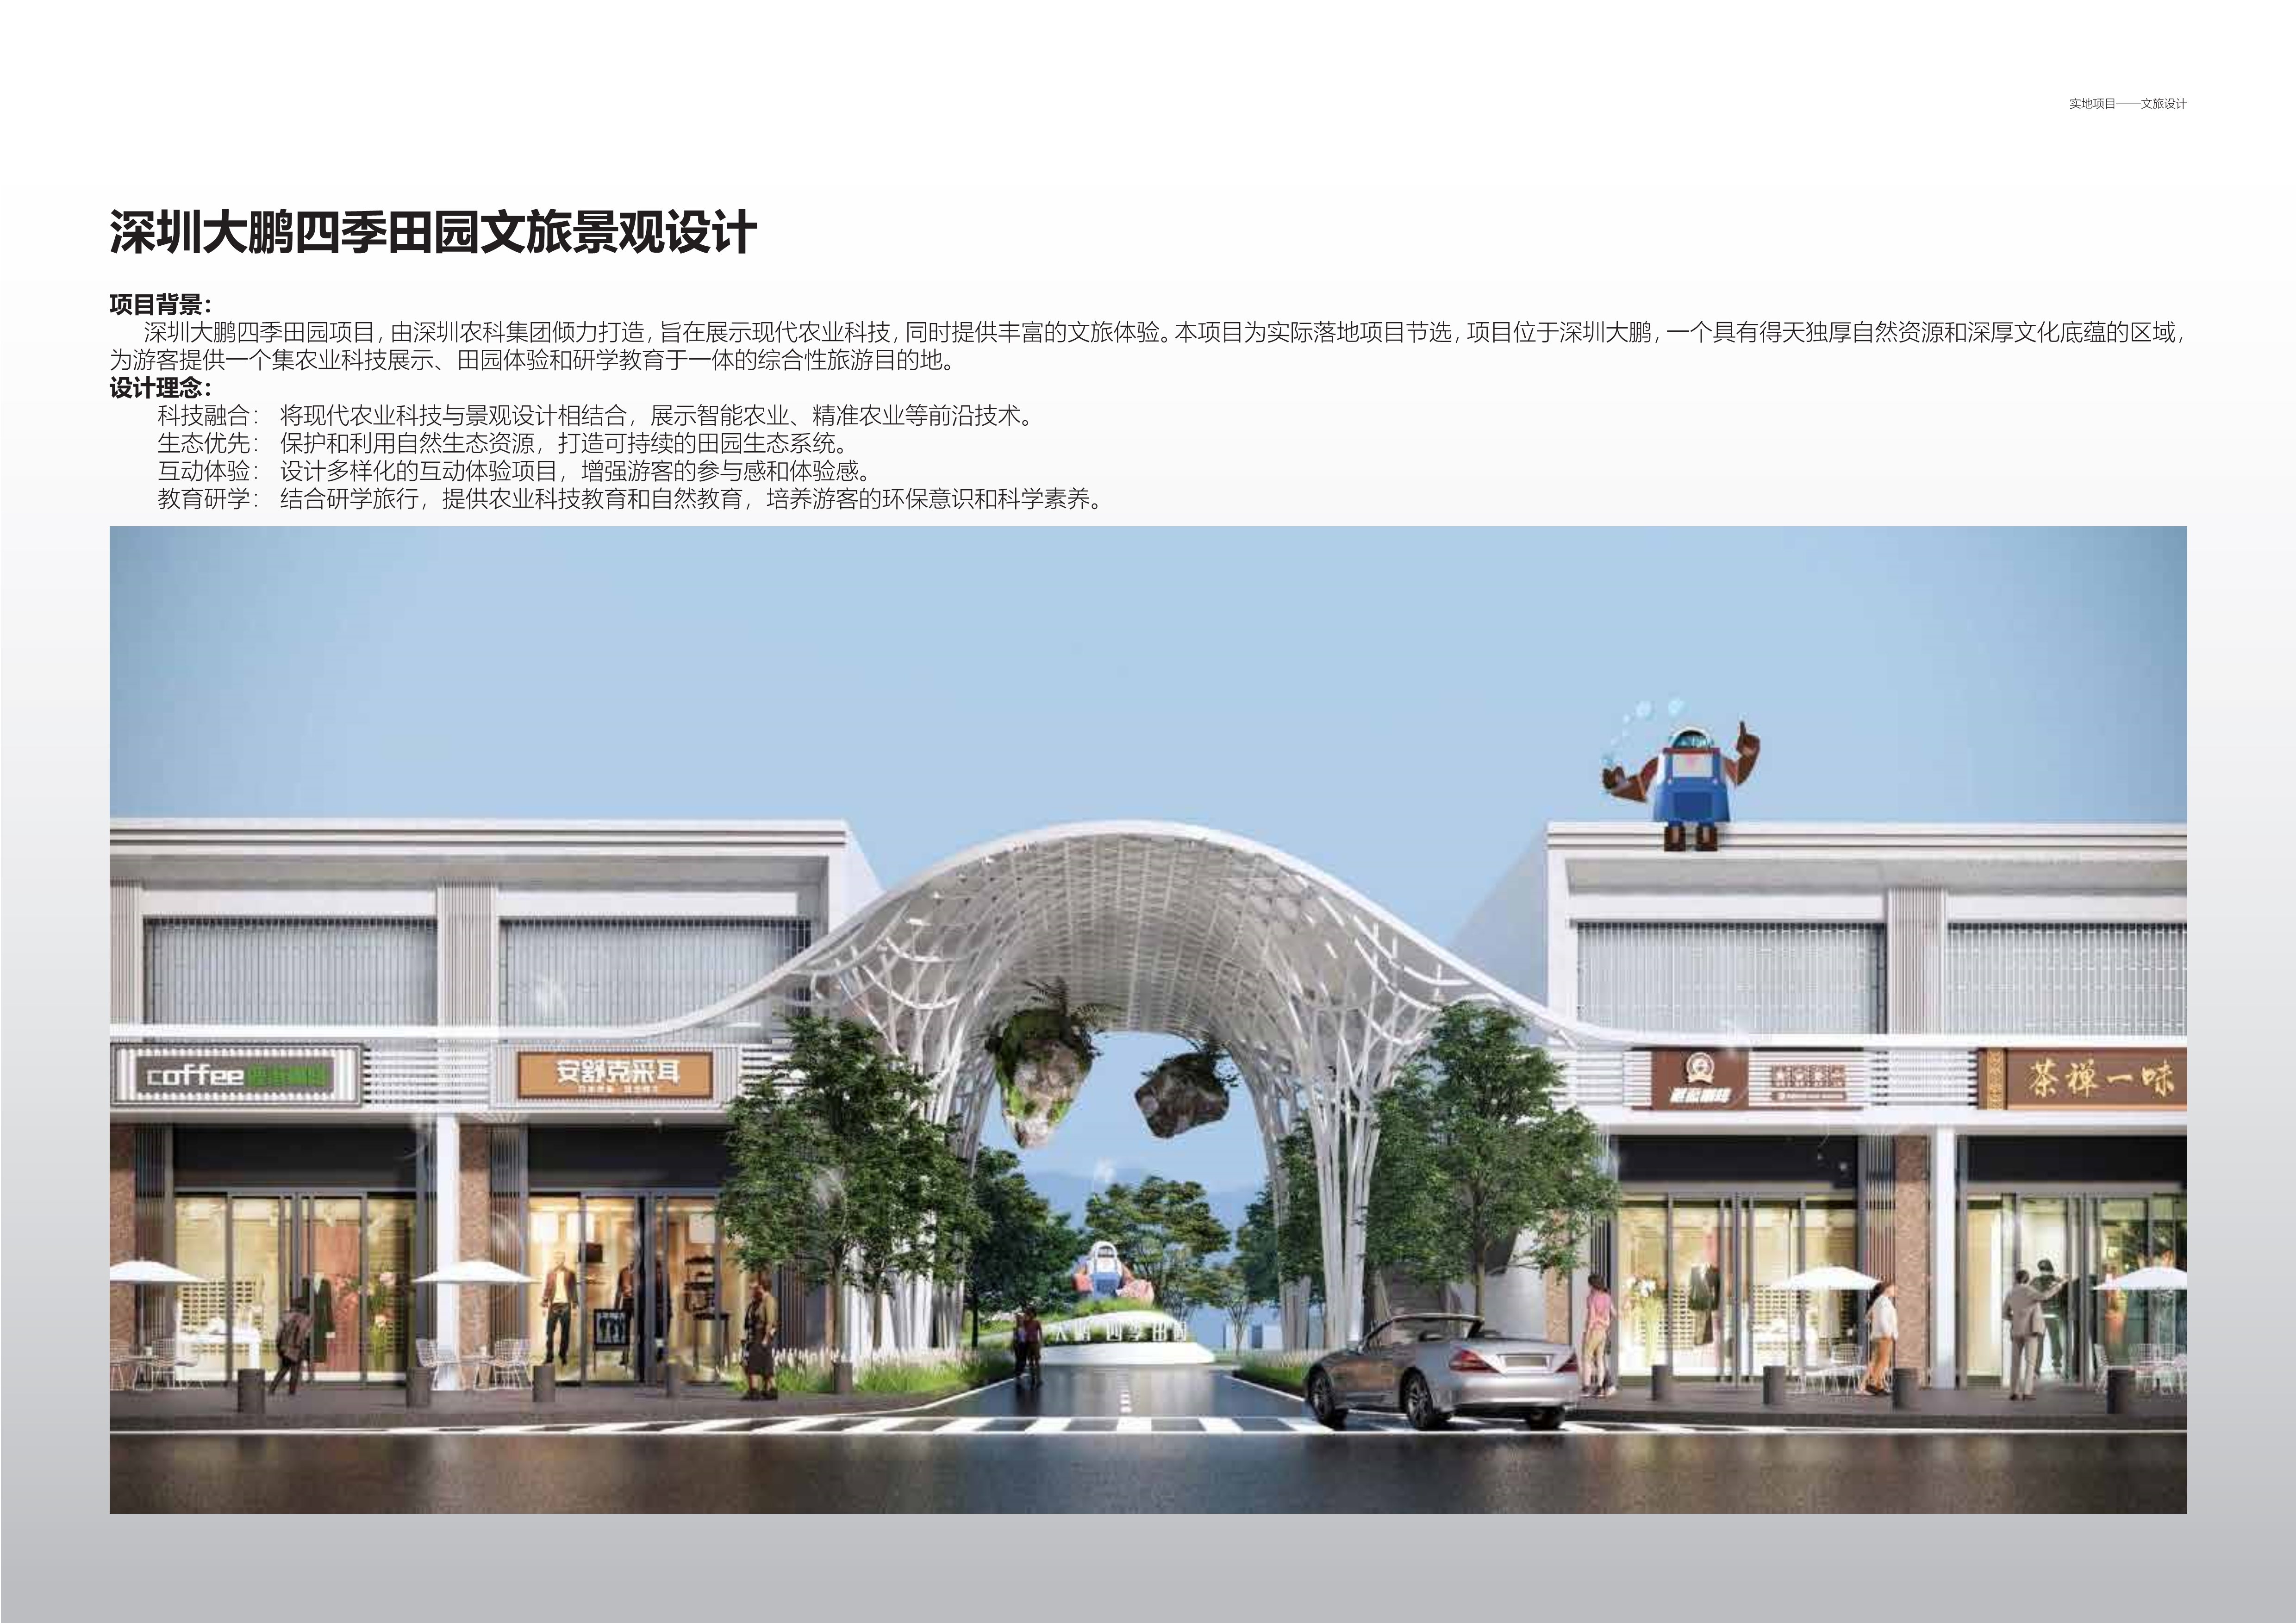 实地项目——文旅设计
深圳大鹏四季田园文旅景观设计
项目背景：
深圳大鹏四季田园项目，由深圳农科集团倾力打造，旨在展示现代农业科技，同时提供丰富的文旅体验。本项目为实际落地项目节选，项目位于深圳大鹏，一个具有得天独厚自然资源和深厚文化底蕴的区域，
为游客提供一个集农业科技展示、田园体验和研学教育于一体的综合性旅游目的地。
设计理念：
科技融合： 将现代农业科技与景观设计相结合，展示智能农业、精准农业等前沿技术。
生态优先： 保护和利用自然生态资源，打造可持续的田园生态系统。
互动体验： 设计多样化的互动体验项目，增强游客的参与感和体验感。
教育研学： 结合研学旅行，提供农业科技教育和自然教育，培养游客的环保意识和科学素养。
coffee
安舒克采耳
茶禅一味
大鹏 四季田园